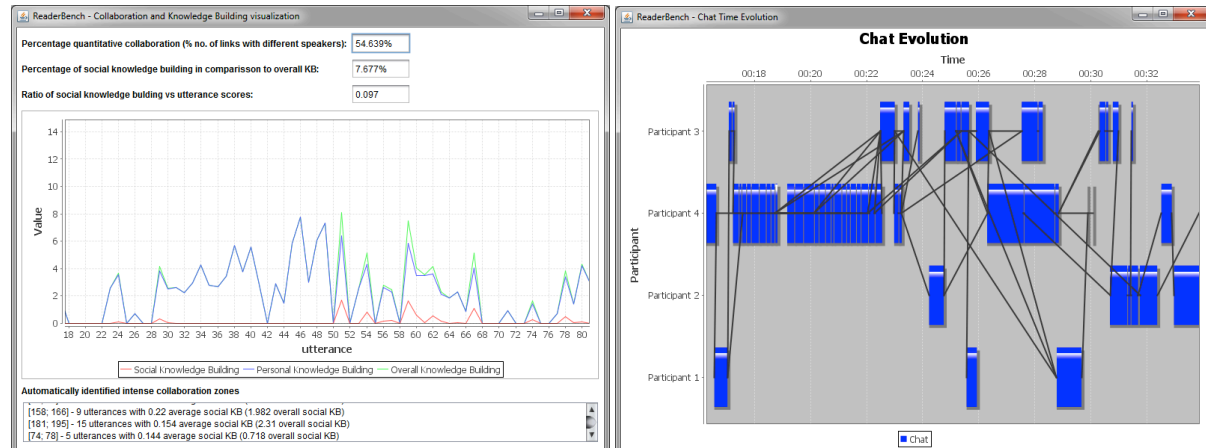 ReaderBench - Collaboration and Knowledge Building visualization
Percentage quantitative collaboration (% no. of links with different speakers): 54.639%
Percentage of social knowledge building in comparisson to overall KB: 7.677%
Ratio of social knowledge bulding vs utterance scores: 0.097
Value
14
12
10
8
6
4
2
0
18 20 22 24 26 28 30 32 34 36 38 40 42 44 46 48 50 52 54 56 58 60 62 64 66 68 70 72 74 76 78 80
utterance
Social Knowledge Building Personal Knowledge Building Overall Knowledge Building
Automatically identified intense collaboration zones
[158; 166] - 9 utterances with 0.22 average social KB (1.982 overall social KB)
[181; 195] - 15 utterances with 0.154 average social KB (2.31 overall social KB)
[74; 78] - 5 utterances with 0.144 average social KB (0.718 overall social KB)
ReaderBench - Chat Time Evolution
Chat Evolution
Time
00:18 00:20 00:22 00:24 00:26 00:28 00:30 00:32
Participant
Participant 3
Participant 4
Participant 2
Participant 1
Chat